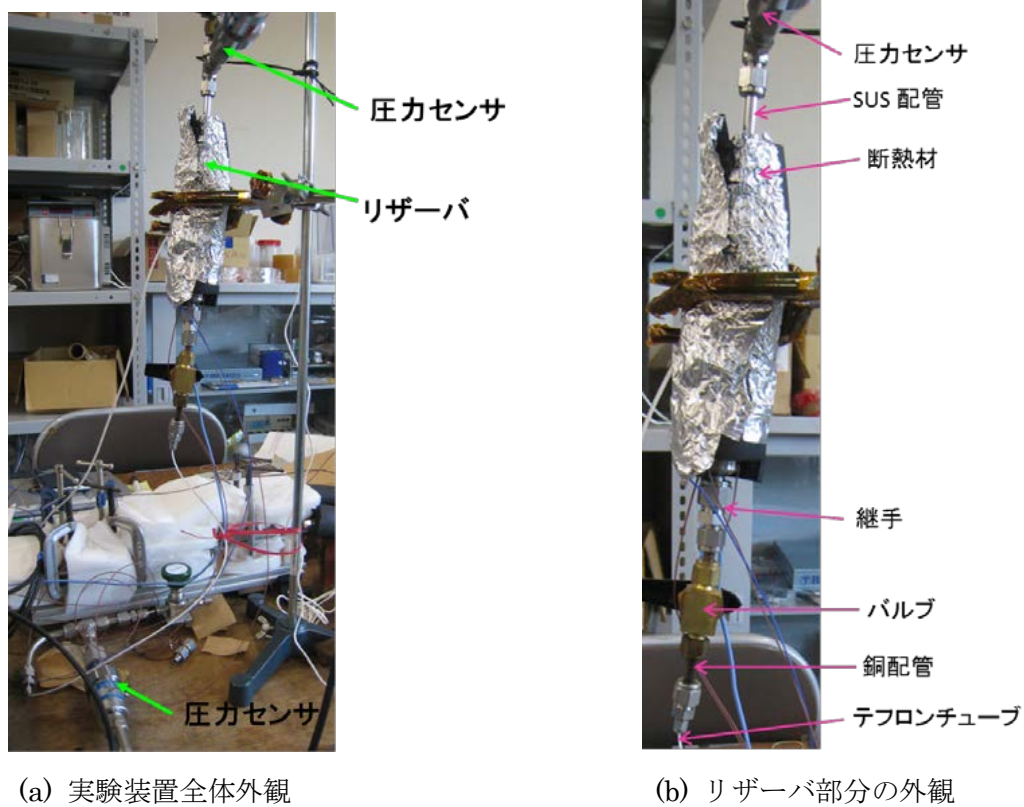 圧力センサ
リザーバ
圧力センサ
(a) 実験装置全体外観
圧力センサ
SUS 配管
断熱材
継手
バルブ
銅配管
テフロンチューブ
(b) リザーバ部分の外観